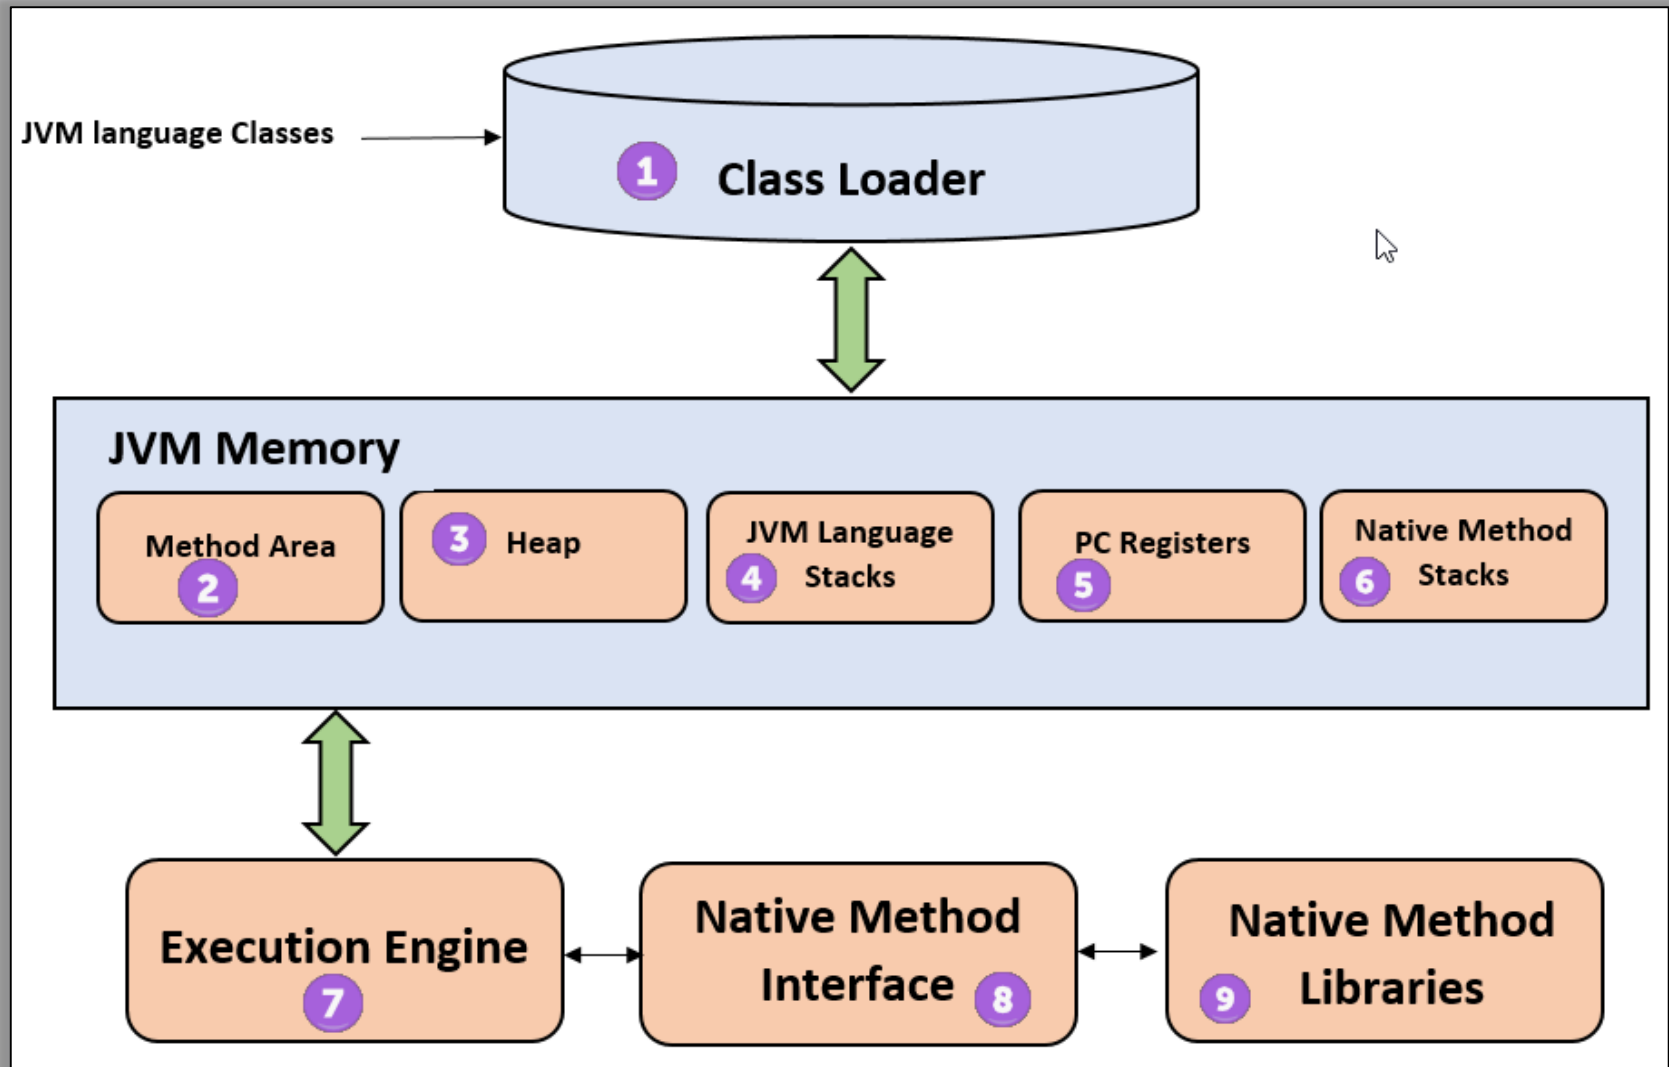 JVM language Classes
1 Class Loader
JVM Memory
Method Area
2
3 Heap
JVM Language
4 Stacks
PC Registers
5
Native Method
6 Stacks
Execution Engine
7
Native Method
Interface 8
Native Method
9 Libraries